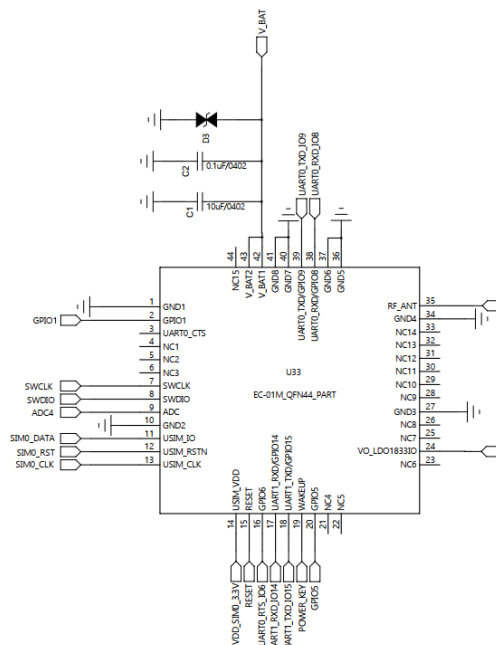 V_BAT
D3
C2
0.1uF/0402
C1
10uF/0402
UART0_TXD_IO9
UART0_RXD_IO8
44
43
42
41
40
39
38
37
36
NC15
V_BAT2
V_BAT1
GND8
GND7
UART0_TXD/GPIO9
UART0_RXD/GPIO8
GND6
GND5
1 GND1
GPIO1 2 GPIO1
3 UART0_CTS
4 NC1
5 NC2
6 NC3
SWCLK 7 SWCLK
SWDIO 8 SWDIO
ADC4 9 ADC
10 GND2
SIM0_DATA 11 USIM_IO
SIM0_RST 12 USIM_RSTN
SIM0_CLK 13 USIM_CLK
U33
EC-01M_QFN44_PART
RF_ANT 35
GND4 34
NC14 33
NC13 32
NC12 31
NC11 30
NC10 29
NC9 28
GND3 27
NC8 26
NC7 25
VO_LDO1833IO 24
NC6 23
USIM_VDD
RESET
GPIO6
UART1_RXD/GPIO14
UART1_TXD/GPIO15
WAKEUP
GPIO5
NC4
NC5
14
15
16
17
18
19
20
21
22
VDD_SIM0_3.3V
RESET
UART0_RTS_IO6
UART1_RXD_IO14
UART1_TXD_IO15
POWER_KEY
GPIO5